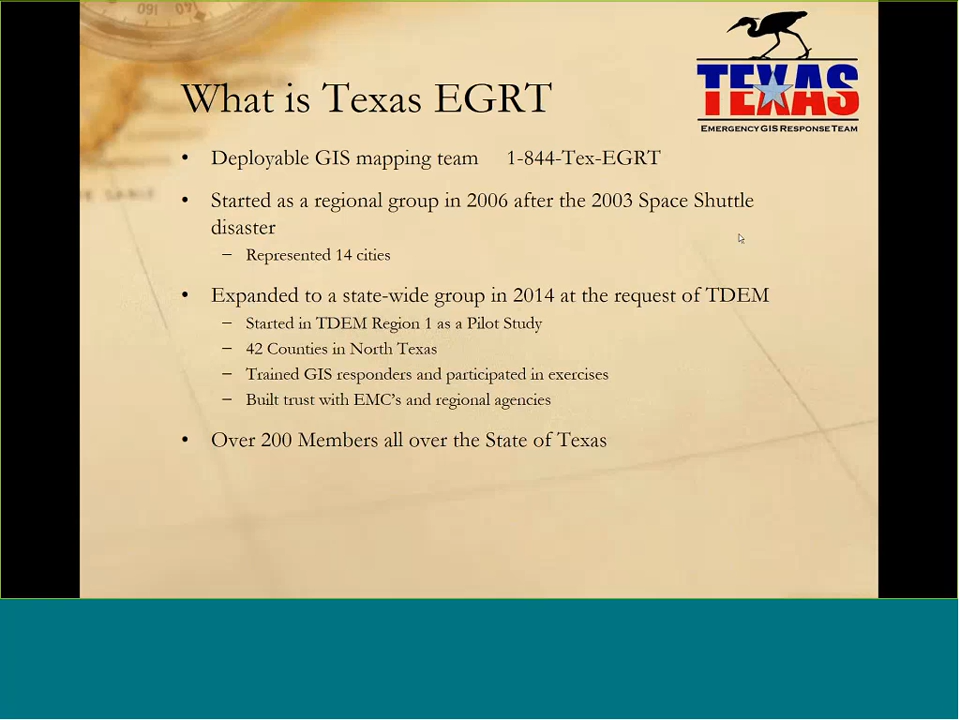 091
160
TEXAS
EMERGENCY GIS RESPONSE TEAM
What is Texas EGRT
• Deployable GIS mapping team 1-844-Tex-EGRT
• Started as a regional group in 2006 after the 2003 Space Shuttle
disaster
– Represented 14 cities
• Expanded to a state-wide group in 2014 at the request of TDEM
– Started in TDEM Region 1 as a Pilot Study
– 42 Counties in North Texas
– Trained GIS responders and participated in exercises
– Built trust with EMC's and regional agencies
• Over 200 Members all over the State of Texas